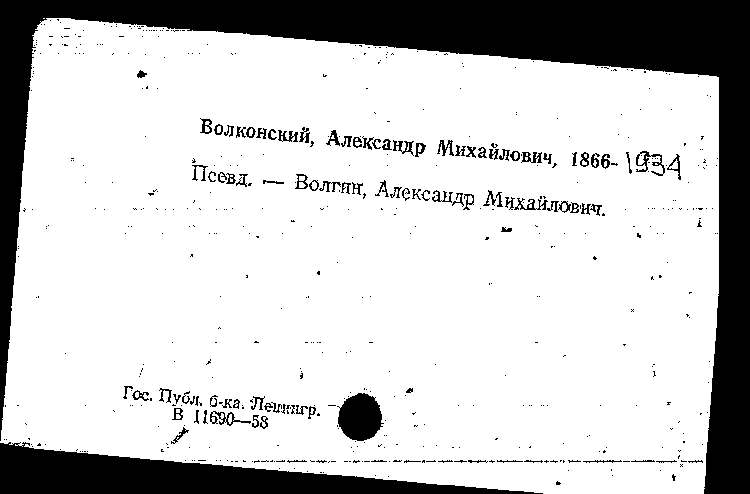 Волконский, Александр Михайлович, 1866-1934
Псевд. — Волгин, Александр Михайлович.
Гос. Публ. б-ка. Ленингр.
В 11690—58